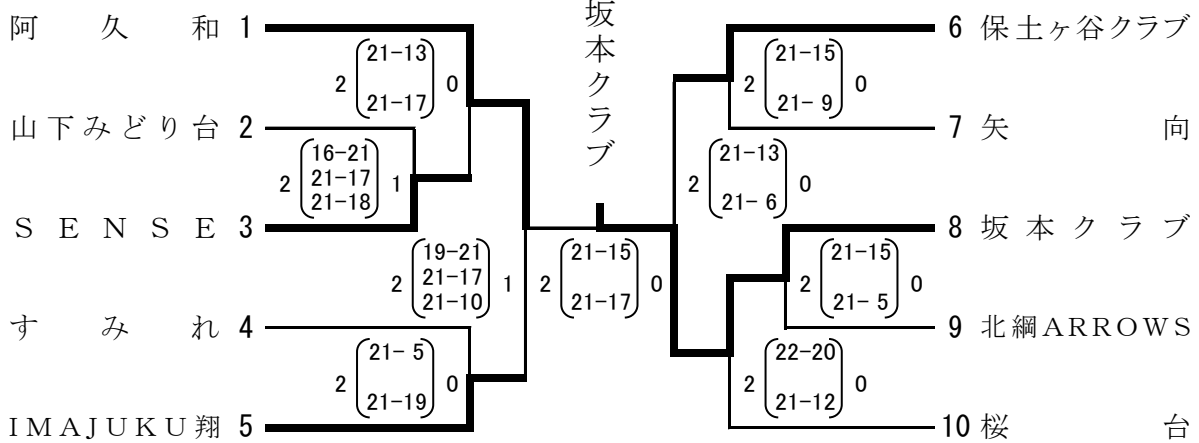 坂本クラブ
阿久和 1
21-13
2 0
21-17
山下みどり台 2
16-21
2 21-17 1
21-18
SENSE 3
19-21
2 21-17 1
21-10
すみれ 4
21- 5
2 0
21-19
IMAJUKU翔 5
21-15
2 0
21-17
6 保土ヶ谷クラブ
21-15
2 0
21- 9
7 矢向
21-13
2 0
21- 6
8 坂本クラブ
21-15
2 0
21- 5
9 北綱ARROWS
22-20
2 0
21-12
10 桜台